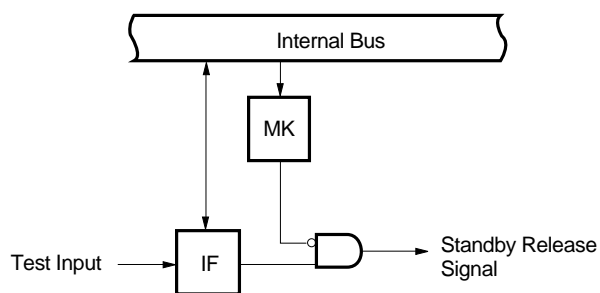 Internal Bus
MK
Test Input
IF
Standby Release
Signal